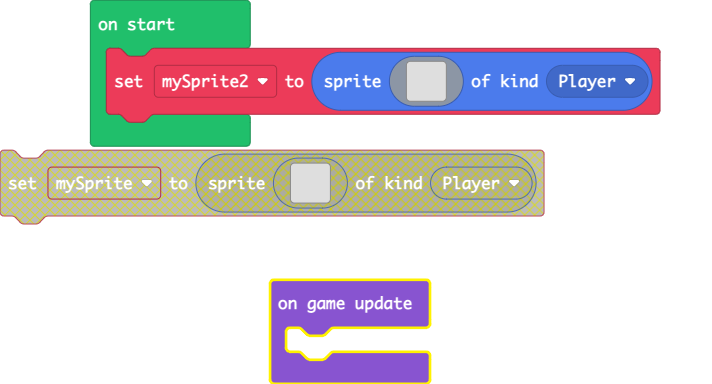 on start
set mySprite2 to sprite of kind Player
set mySprite to sprite of kind Player
on game update